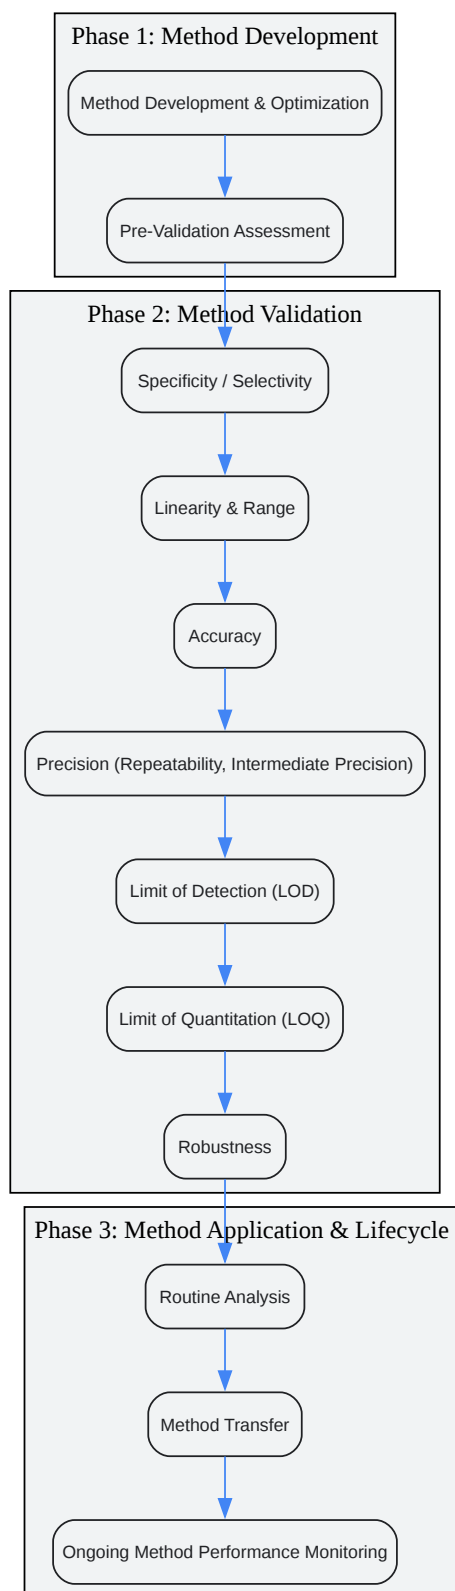 Phase 1: Method Development
Method Development & Optimization
Pre-Validation Assessment
Phase 2: Method Validation
Specificity / Selectivity
Linearity & Range
Accuracy
Precision (Repeatability, Intermediate Precision)
Limit of Detection (LOD)
Limit of Quantitation (LOQ)
Robustness
Phase 3: Method Application & Lifecycle
Routine Analysis
Method Transfer
Ongoing Method Performance Monitoring